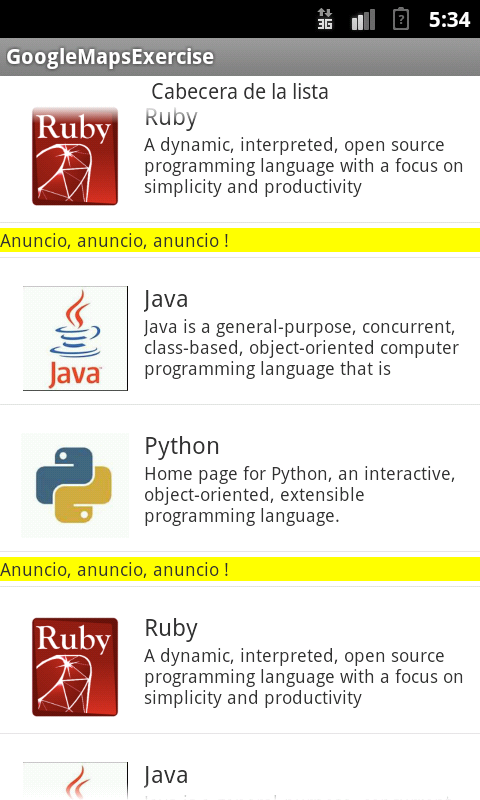 3G 5:34
GoogleMapsExercise
Cabecera de la lista
Ruby
Ruby
A dynamic, interpreted, open source
programming language with a focus on
simplicity and productivity
Anuncio, anuncio, anuncio !
Java
Java
Java is a general-purpose, concurrent,
class-based, object-oriented computer
programming language that is
Python
Home page for Python, an interactive,
object-oriented, extensible
programming language.
Anuncio, anuncio, anuncio !
Ruby
Ruby
A dynamic, interpreted, open source
programming language with a focus on
simplicity and productivity
Java